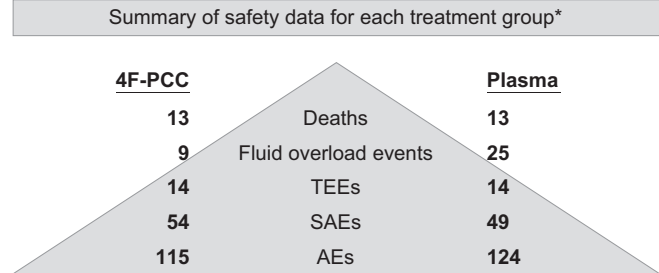 Summary of safety data for each treatment group*
4F-PCC Plasma
13 Deaths 13
9 Fluid overload events 25
14 TEEs 14
54 SAEs 49
115 AEs 124